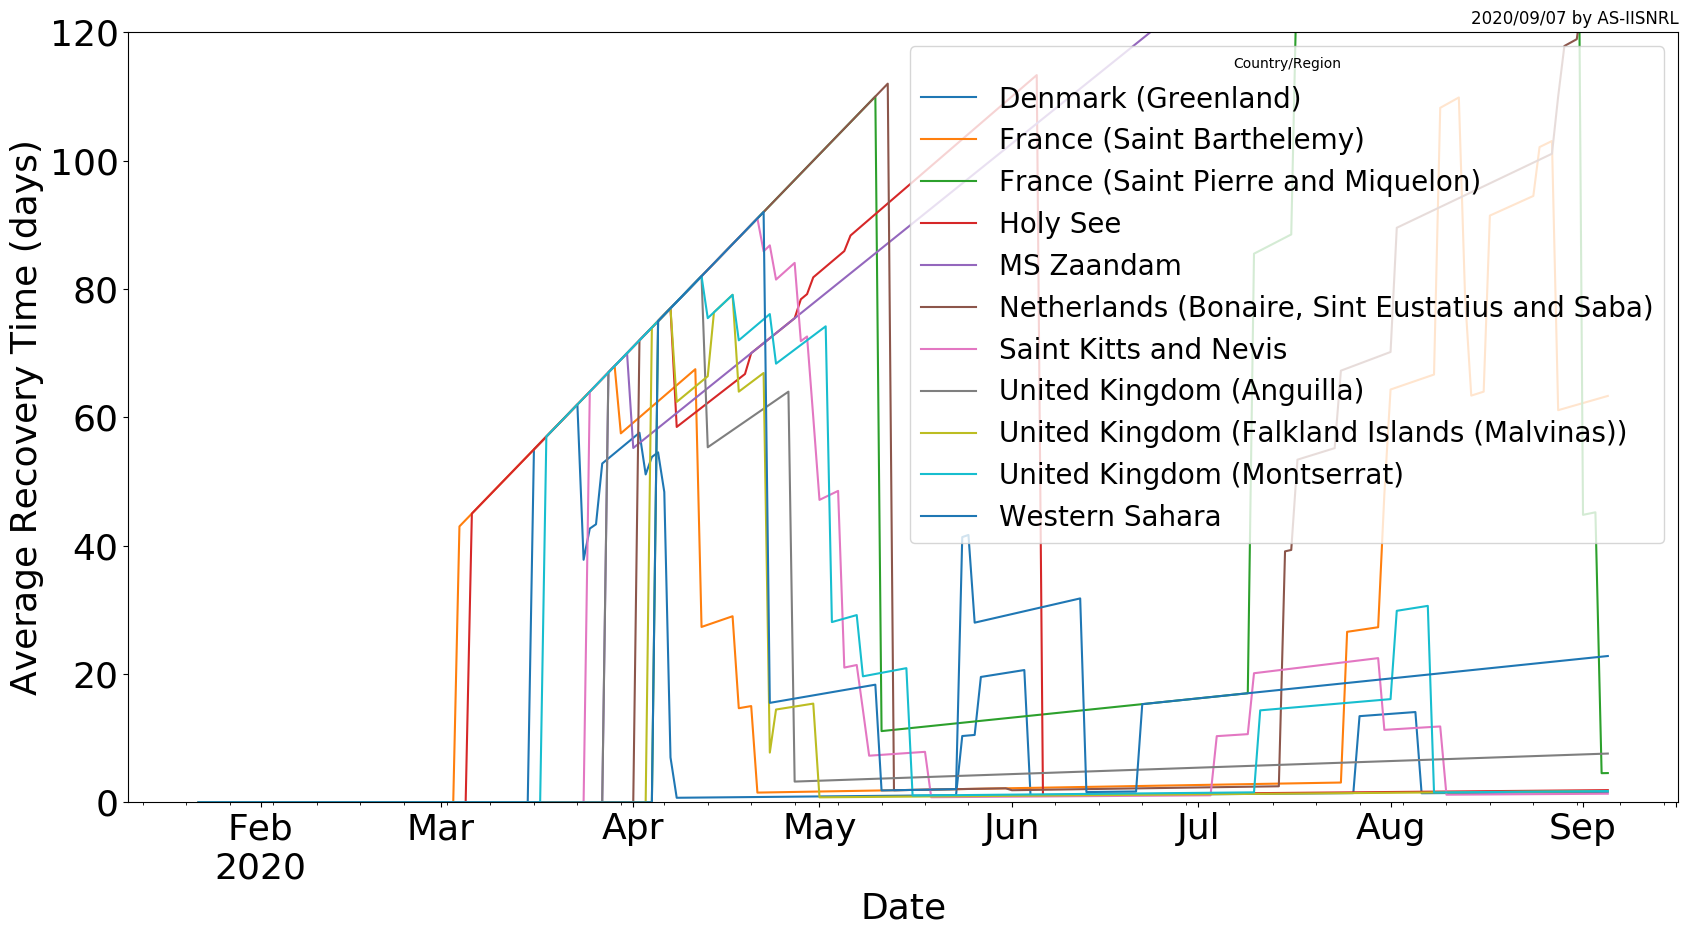 2020/09/07 by AS-IISNRL
120
100
80
60
40
20
0
Average Recovery Time (days)
Country/Region
Denmark (Greenland)
France (Saint Barthelemy)
France (Saint Pierre and Miquelon)
Holy See
MS Zaandam
Netherlands (Bonaire, Sint Eustatius and Saba)
Saint Kitts and Nevis
United Kingdom (Anguilla)
United Kingdom (Falkland Islands (Malvinas))
United Kingdom (Montserrat)
Western Sahara
Feb Mar Apr May Jun Jul Aug Sep
2020
Date